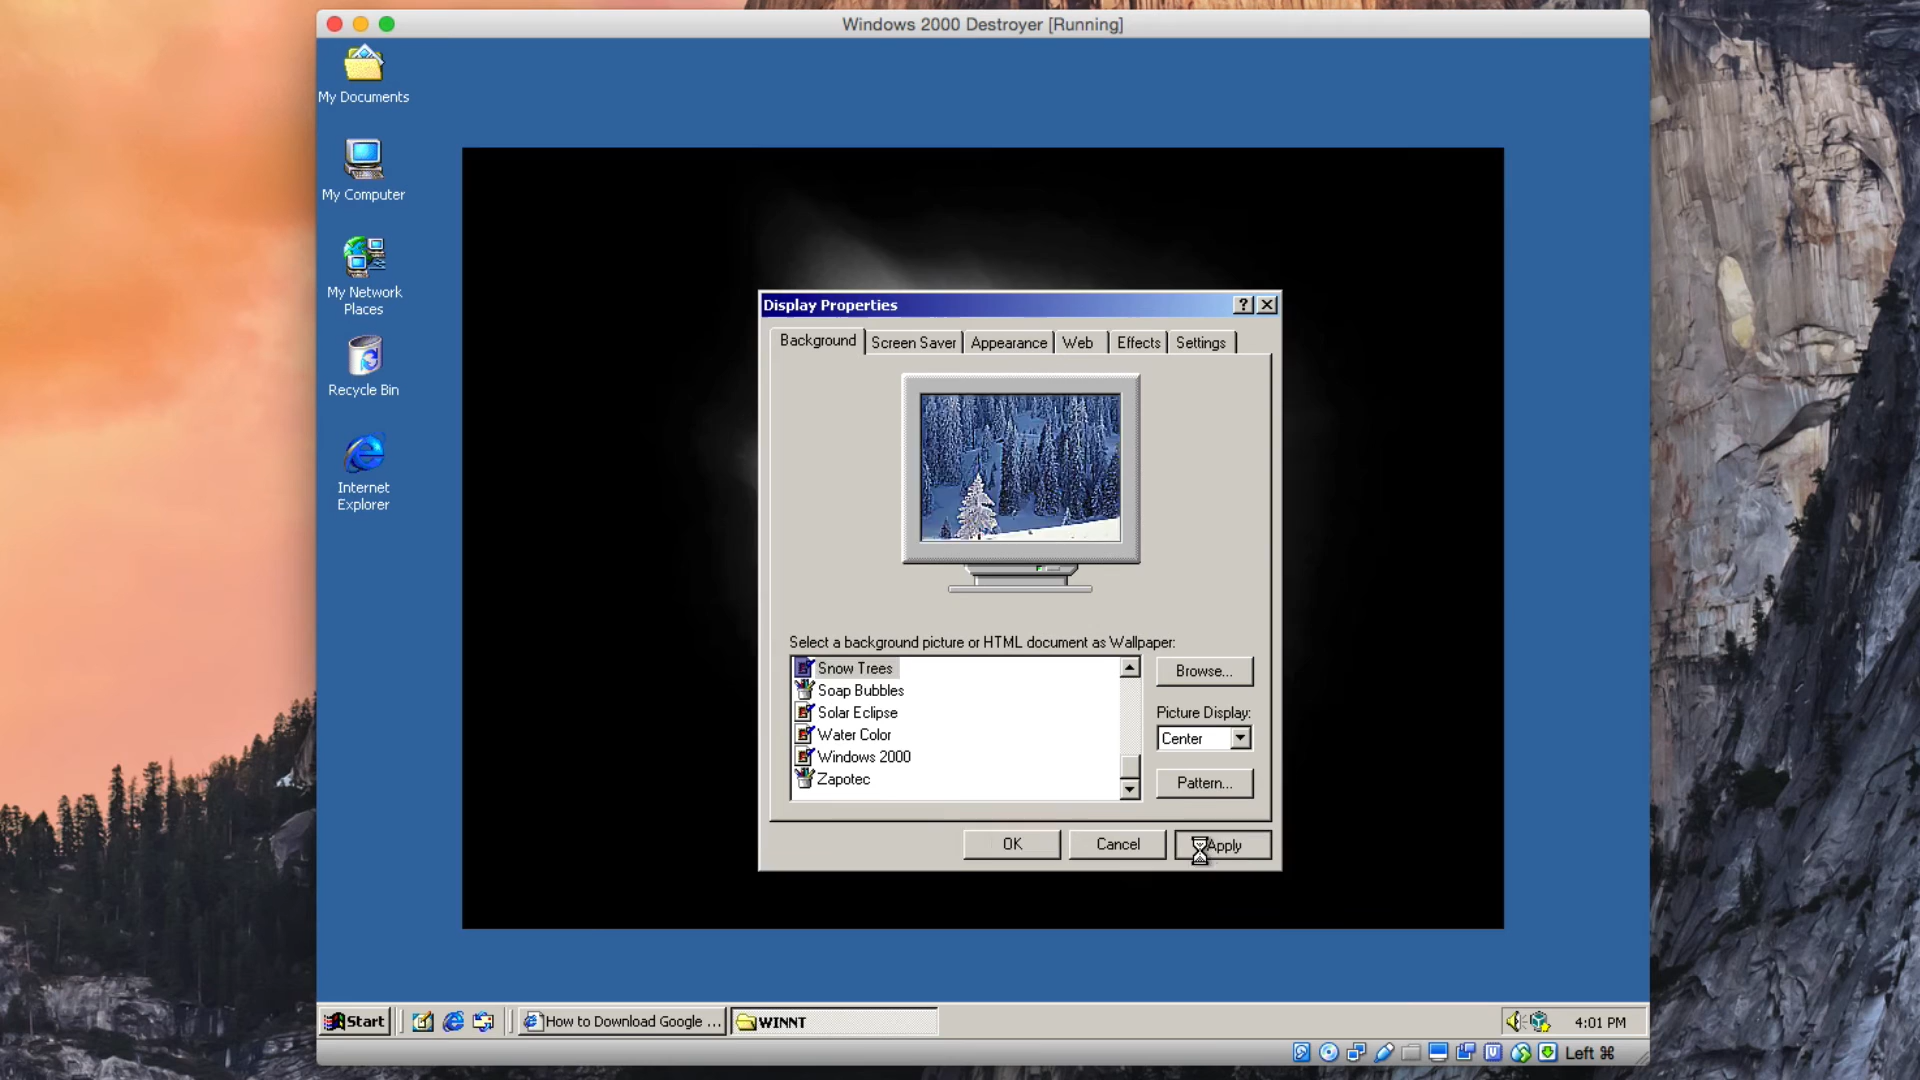 Windows 2000 Destroyer [Running]
My Documents
My Computer
My Network
Places
Recycle Bin
Internet
Explorer
Display Properties
Background
Screen Saver
Appearance
Web
Effects
Settings
Select a background picture or HTML document as Wallpaper:
Snow Trees
Soap Bubbles
Solar Eclipse
Water Color
Windows 2000
Zapotec
Browse...
Picture Display:
Center
Pattern...
OK
Cancel
Apply
Start
How to Download Google ...
WINNT
4:01 PM
Left ⌘